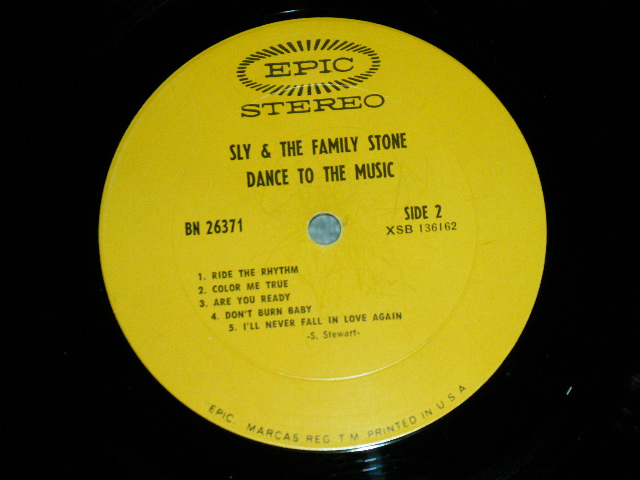 EPIC
STEREO
SLY & THE FAMILY STONE
DANCE TO THE MUSIC
BN 26371
SIDE 2
XSB 136162
1. RIDE THE RHYTHM
2. COLOR ME TRUE
3. ARE YOU READY
4. DON'T BURN BABY
5. I'LL NEVER FALL IN LOVE AGAIN
-S. Stewart-
EPIC. MARCAS REG. T.M. PRINTED IN U.S.A.